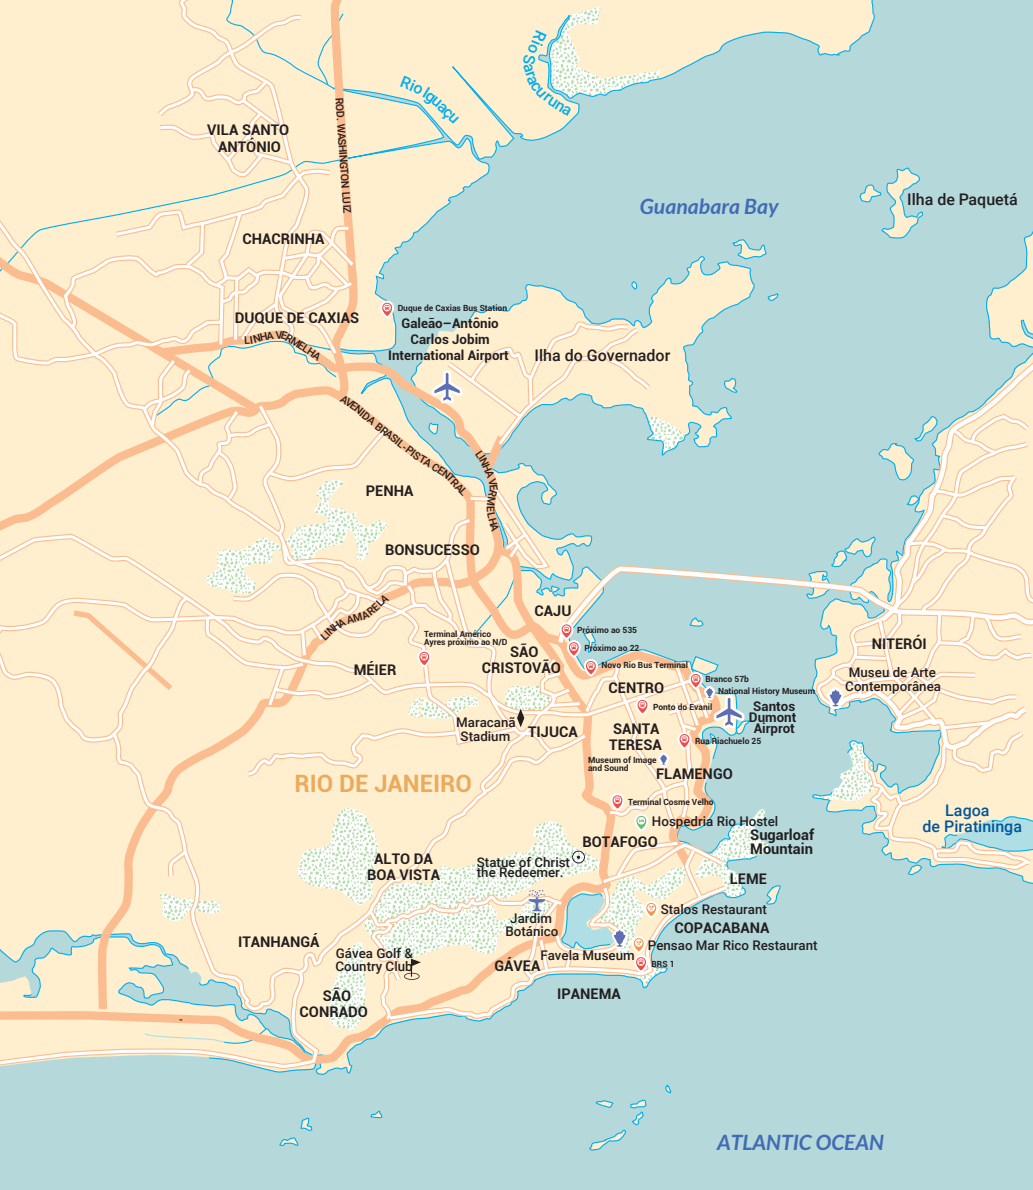 Rio Saracuruna
Rio Iguaçu
ROD. WASHINGTON LUIZ
VILA SANTO
ANTÓNIO
Guanabara Bay
Ilha de Paquetá
CHACRINHA
Duque de Caxias Bus Station
DUQUE DE CAXIAS
Galeão–Antônio
Carlos Jobim
International Airport
LINHA VERMELHA
Ilha do Governador
AVENIDA BRASIL-PISTA CENTRAL
LINHA VERMELHA
PENHA
BONSUCESSO
LINHA AMARELA
CAJU
Próximo ao 535
Terminal Américo
Ayres próximo ao N/D
Próximo ao 22
NITERÓI
SÃO
CRISTOVÃO
MÉIER
Novo Rio Bus Terminal
Branco 57b
Museu de Arte
Contemporânea
CENTRO
National History Museum
Ponto do Evanil
Santos
Dumont
Airprot
Maracanã
Stadium
TIJUCA
SANTA
TERESA
Rua Riachuelo 25
Museum of Image
and Sound
FLAMENGO
RIO DE JANEIRO
Terminal Cosme Velho
Lagoa
de Piratininga
Hospedria Rio Hostel
BOTAFOGO
Sugarloaf
Mountain
ALTO DA
BOA VISTA
Statue of Christ
the Redeemer.
LEME
Stalos Restaurant
Jardim
Botánico
COPACABANA
ITANHANGÁ
Pensao Mar Rico Restaurant
Gávea Golf &
Country Club
Favela Museum
GÁVEA
BRS 1
IPANEMA
SÃO
CONRADO
ATLANTIC OCEAN